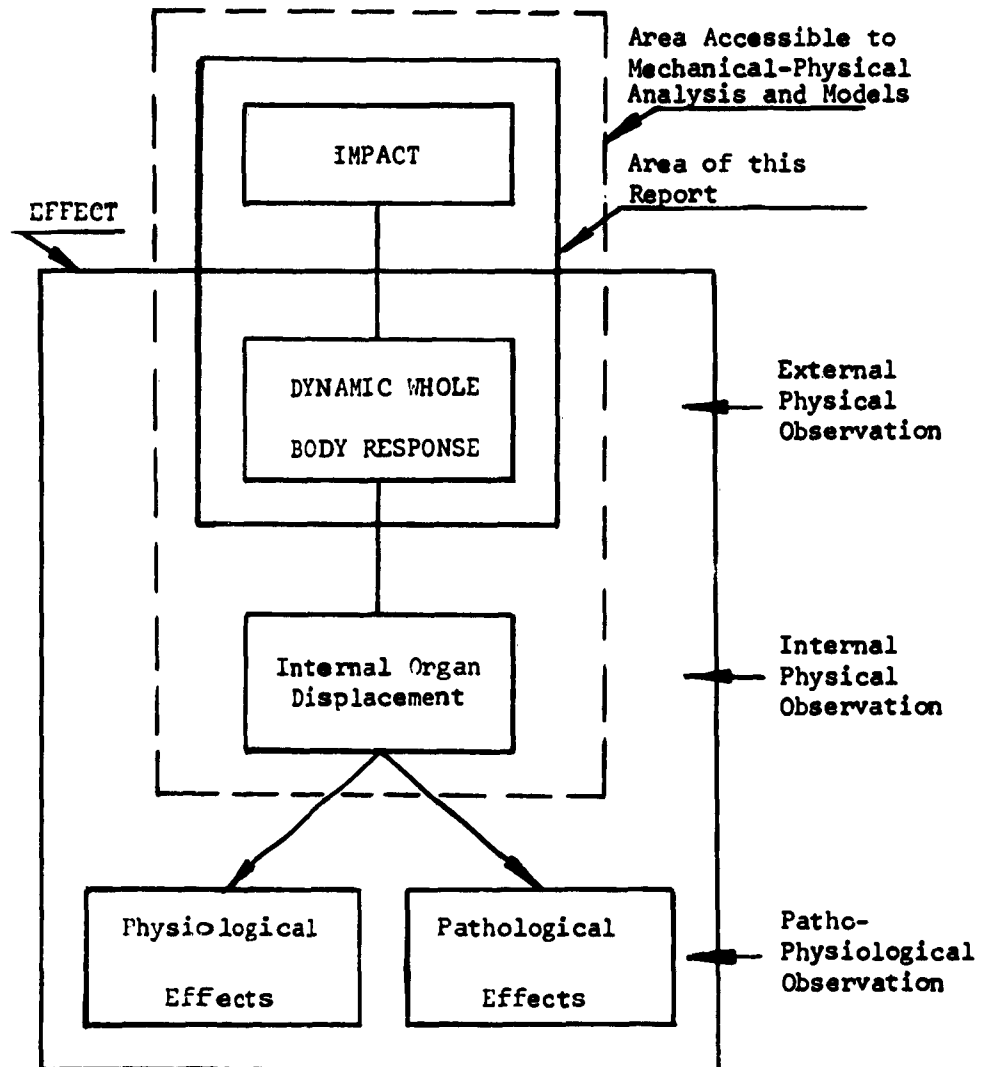 Area Accessible to
Mechanical-Physical
Analysis and Models
IMPACT
Area of this
Report
EFFECT
DYNAMIC WHOLE
BODY RESPONSE
External
Physical
Observation
Internal Organ
Displacement
Internal
Physical
Observation
Physiological
Effects
Pathological
Effects
Patho-
Physiological
Observation